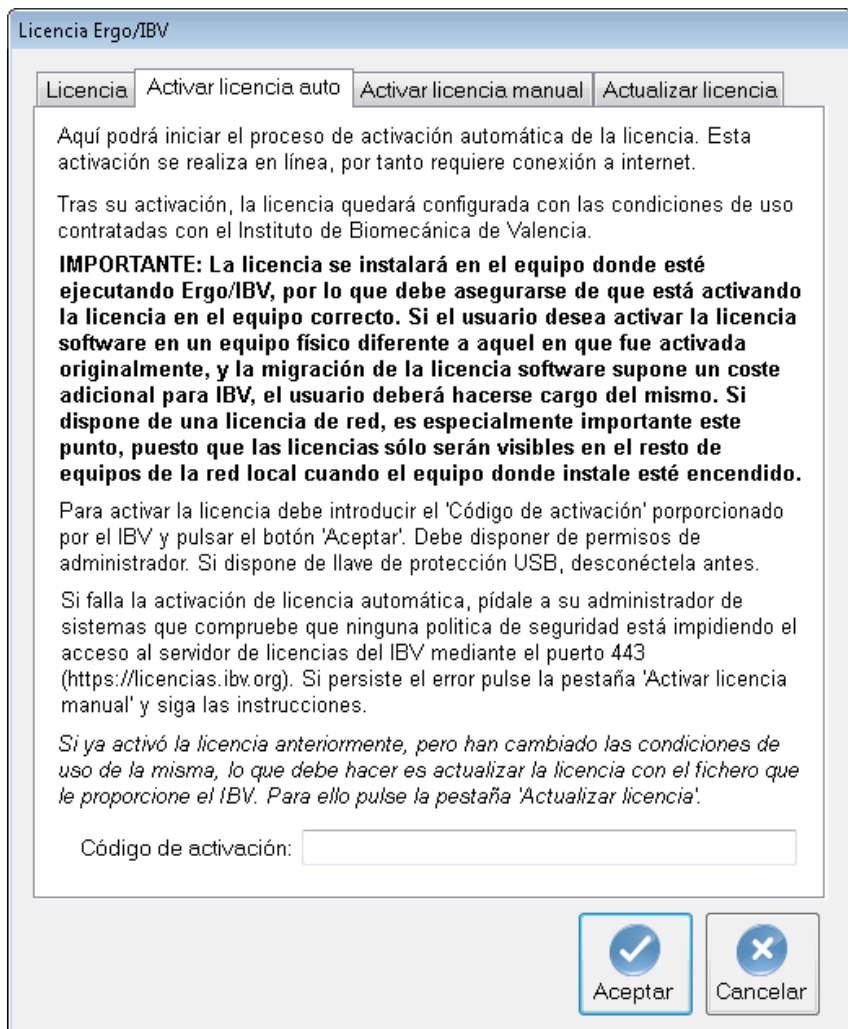 Licencia Ergo/IBV
Licencia
Activar licencia auto
Activar licencia manual
Actualizar licencia
Aquí podrá iniciar el proceso de activación automática de la licencia. Esta
activación se realiza en línea, por tanto requiere conexión a internet.
Tras su activación, la licencia quedará configurada con las condiciones de uso
contratadas con el Instituto de Biomecánica de Valencia.
IMPORTANTE: La licencia se instalará en el equipo donde esté
ejecutando Ergo/IBV, por lo que debe asegurarse de que está activando
la licencia en el equipo correcto. Si el usuario desea activar la licencia
software en un equipo físico diferente a aquel en que fue activada
originalmente, y la migración de la licencia software supone un coste
adicional para IBV, el usuario deberá hacerse cargo del mismo. Si
dispone de una licencia de red, es especialmente importante este
punto, puesto que las licencias sólo serán visibles en el resto de
equipos de la red local cuando el equipo donde instale esté encendido.
Para activar la licencia debe introducir el 'Código de activación' porporcionado
por el IBV y pulsar el botón 'Aceptar'. Debe disponer de permisos de
administrador. Si dispone de llave de protección USB, desconéctela antes.
Si falla la activación de licencia automática, pídale a su administrador de
sistemas que compruebe que ninguna politica de seguridad está impidiendo el
acceso al servidor de licencias del IBV mediante el puerto 443
(https://licencias.ibv.org). Si persiste el error pulse la pestaña 'Activar licencia
manual' y siga las instrucciones.
Si ya activó la licencia anteriormente, pero han cambiado las condiciones de
uso de la misma, lo que debe hacer es actualizar la licencia con el fichero que
le proporcione el IBV. Para ello pulse la pestaña 'Actualizar licencia'.
Código de activación:
Aceptar
Cancelar